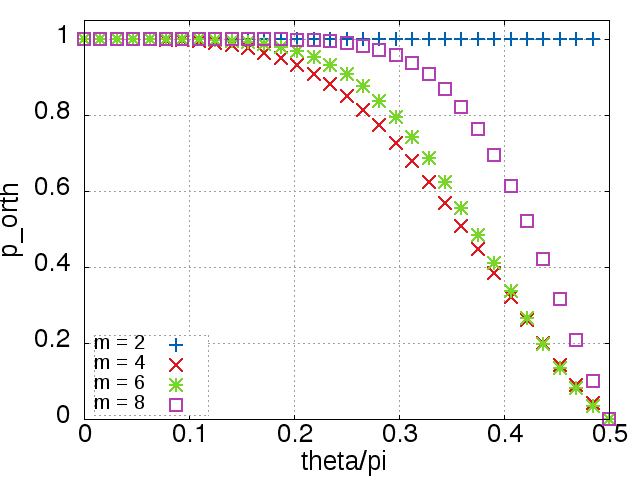 1
0.8
0.6
0.4
0.2
0
p_orth
m = 2
m = 4
m = 6
m = 8
0 0.1 0.2 0.3 0.4 0.5
theta/pi